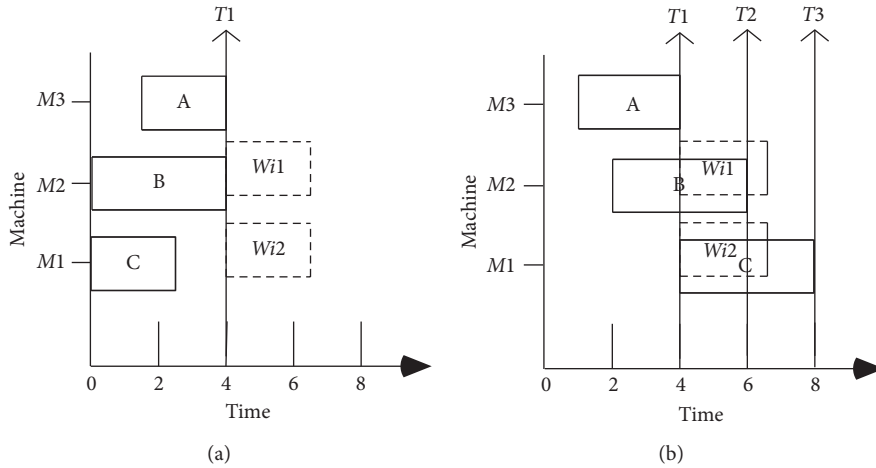 T1
M3
A
M2
B
Wi1
M1
C
Wi2
Machine
0 2 4 6 8
Time
(a)
T1 T2 T3
M3
A
M2
B
Wi1
M1
Wi2
C
Machine
0 2 4 6 8
Time
(b)